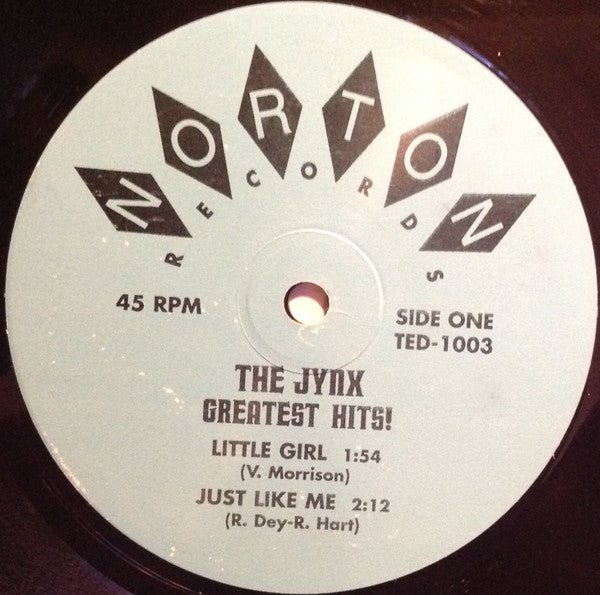 NORTON
RECORDS
45 RPM
SIDE ONE
TED-1003
THE JYNX
GREATEST HITS!
LITTLE GIRL 1:54
(V. Morrison)
JUST LIKE ME 2:12
(R. Dey-R. Hart)